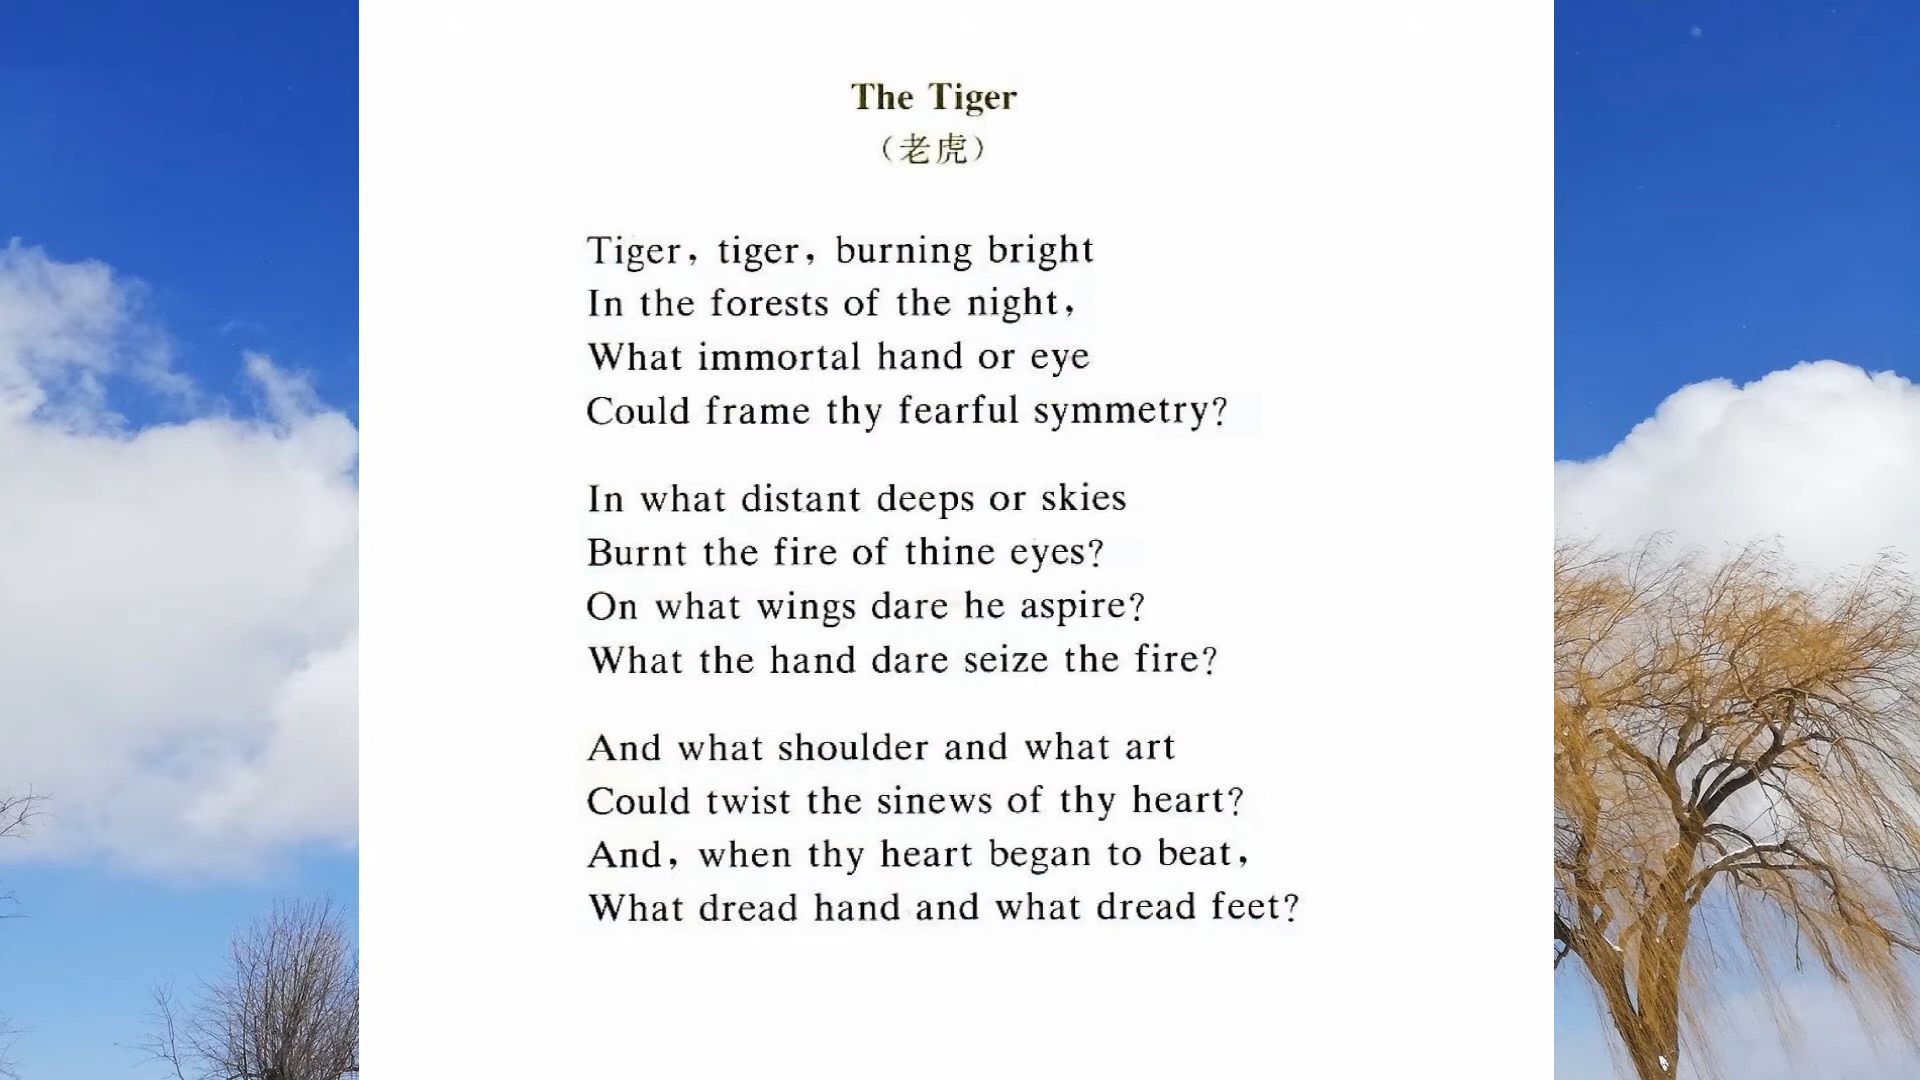 The Tiger
（老虎）
Tiger, tiger, burning bright
In the forests of the night,
What immortal hand or eye
Could frame thy fearful symmetry?
In what distant deeps or skies
Burnt the fire of thine eyes?
On what wings dare he aspire?
What the hand dare seize the fire?
And what shoulder and what art
Could twist the sinews of thy heart?
And, when thy heart began to beat,
What dread hand and what dread feet?